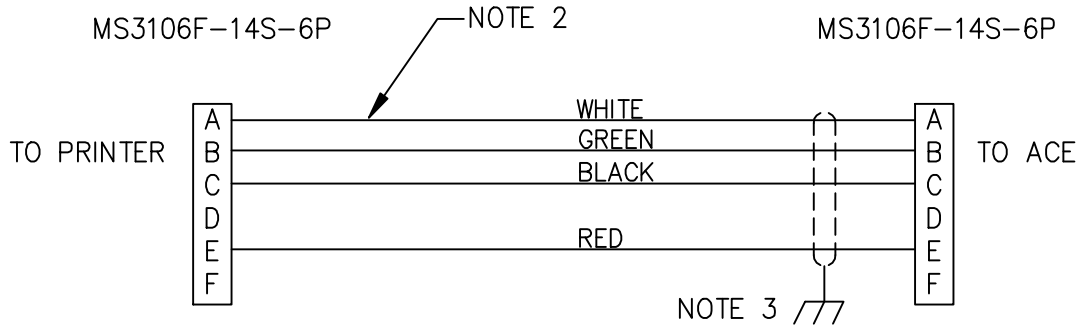 NOTE 2
MS3106F-14S-6P
MS3106F-14S-6P
TO PRINTER
A
B
C
D
E
F
WHITE
GREEN
BLACK
RED
A
B
C
D
E
F
TO ACE
NOTE 3